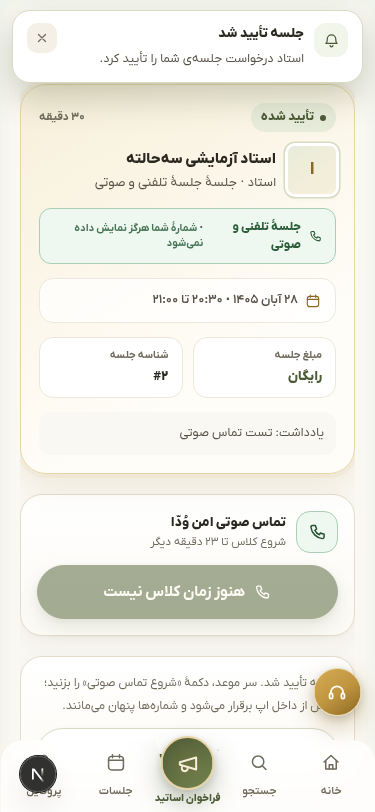 جلسه تأیید شد
استاد درخواست جلسه‌ی شما را تأیید کرد.
تأیید شده
۳۰ دقیقه
ا
استاد آزمایشی سه‌حالته
استاد · جلسهٔ جلسهٔ تلفنی و صوتی
جلسهٔ تلفنی و صوتی
· شمارهٔ شما هرگز نمایش داده نمی‌شود
۲۸ آبان ۱۴۰۵ · ۲۰:۳۰ تا ۲۱:۰۰
مبلغ جلسه
رایگان
شناسه جلسه
#۲
یادداشت: تست تماس صوتی
تماس صوتی امن وُدّا
شروع کلاس تا ۲۳ دقیقه دیگر
هنوز زمان کلاس نیست
تأیید شد. سر موعد، دکمهٔ «شروع تماس صوتی» را بزنید؛
از داخل اپ برقرار می‌شود و شماره‌ها پنهان می‌مانند.
خانه
جستجو
فراخوان اساتید
جلسات
N